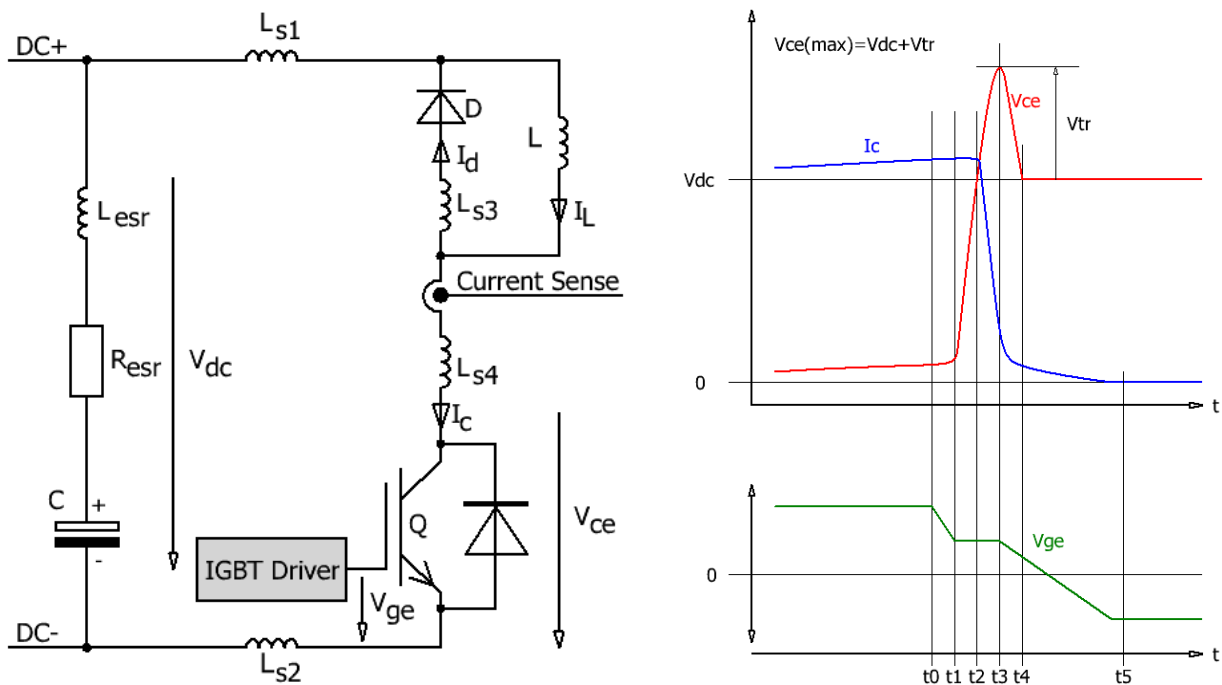 DC+
Ls1
D
L
Id
Lesr
Ls3
IL
Current Sense
Resr
Vdc
Ls4
Ic
C
+
-
Q
Vce
IGBT Driver
Vge
DC-
Ls2
Vce(max)=Vdc+Vtr
Vce
Vtr
Ic
Vdc
0
t
Vge
0
t
t0 t1 t2 t3 t4 t5